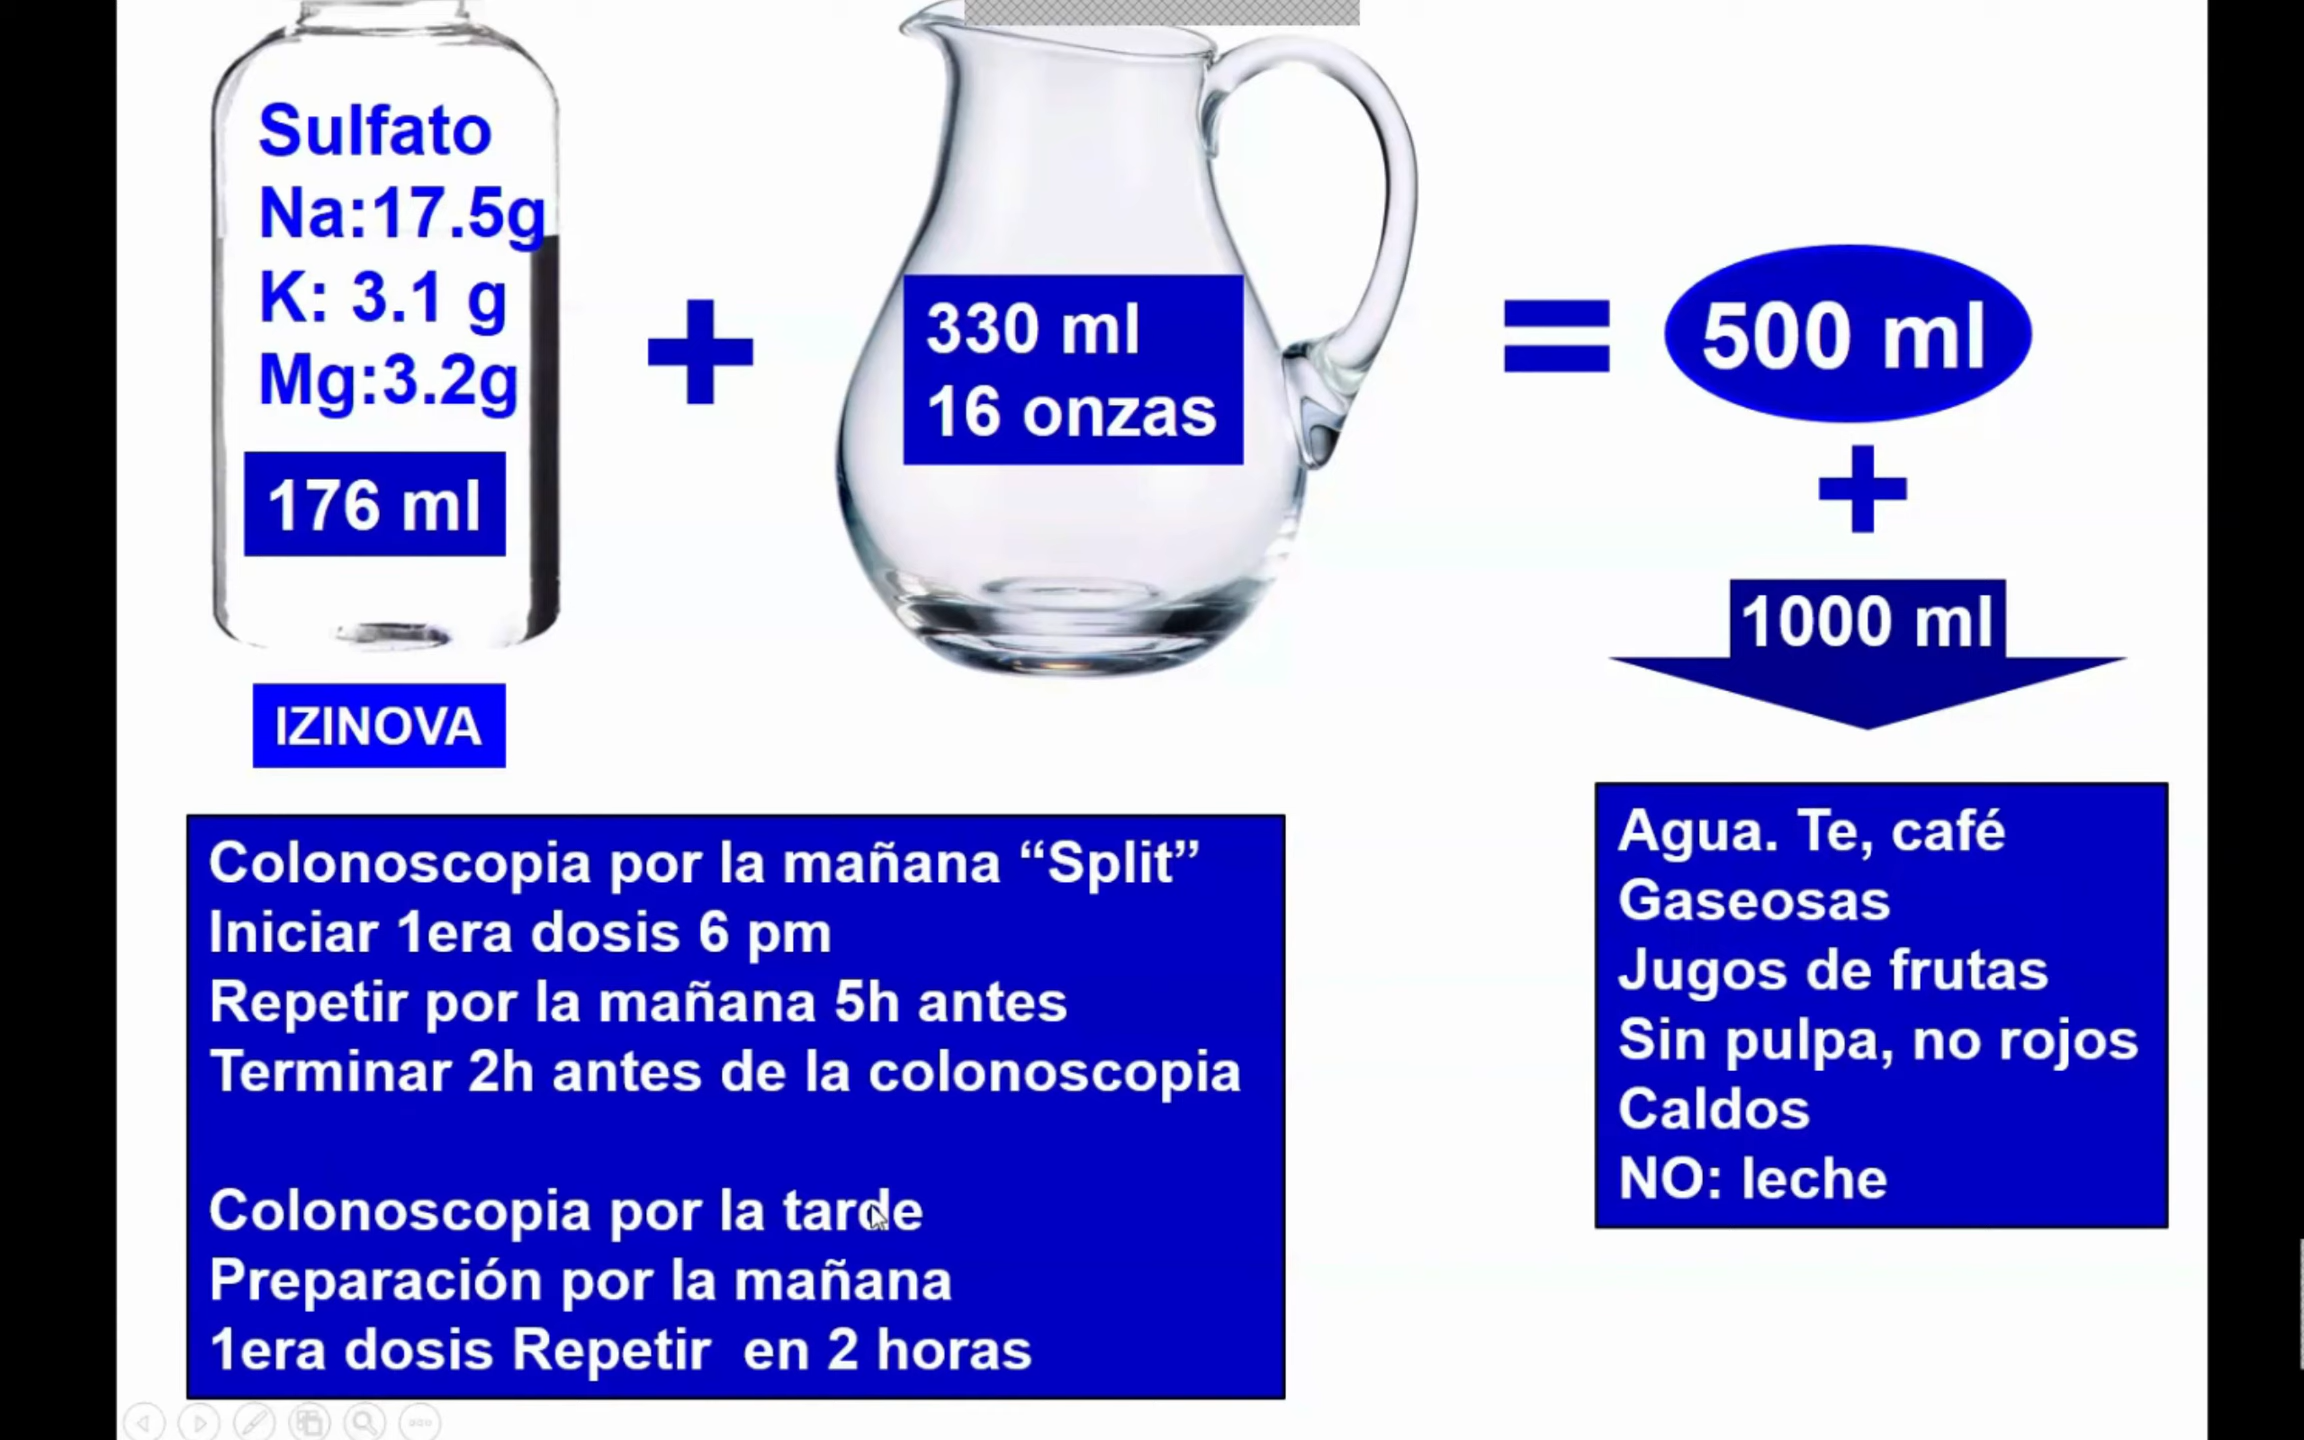 Sulfato
Na:17.5g
K: 3.1 g
Mg:3.2g
176 ml
IZINOVA
+
330 ml
16 onzas
=
500 ml
+
1000 ml
Agua. Te, café
Gaseosas
Jugos de frutas
Sin pulpa, no rojos
Caldos
NO: leche
Colonoscopia por la mañana “Split”
Iniciar 1era dosis 6 pm
Repetir por la mañana 5h antes
Terminar 2h antes de la colonoscopia
Colonoscopia por la tarde
Preparación por la mañana
1era dosis Repetir  en 2 horas